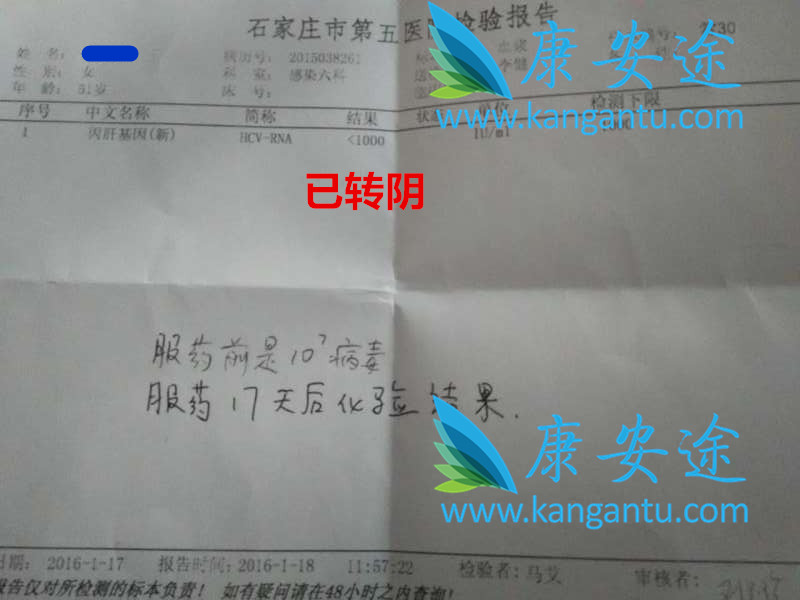 石家庄市第五医院检验报告
姓 名:
病历号: 2015038261
性 别: 女
科 室: 感染六科
年 龄: 51岁
床 号:
序号 中文名称 简称 结果 单位 检测下限
1 丙肝基因(新) HCV-RNA <1000 IU/ml
康安途
www.kangantu.com
已转阴
服药前是10⁷病毒
服药17天后化验结果.
康安途
www.kangantu.com
日期: 2016-1-17 报告时间: 2016-1-18 11:57:22 检验者: 马艾 审核者:
报告仅对所检测的标本负责! 如有疑问请在48小时之内查询!